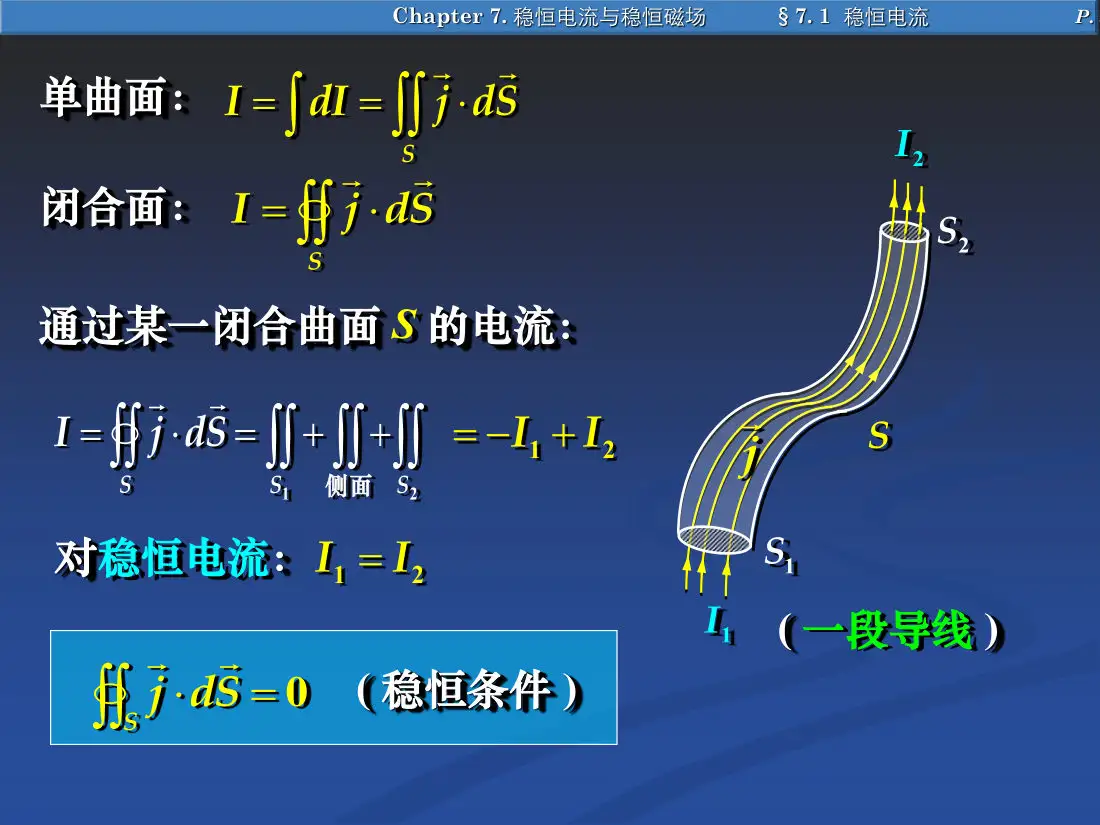 Chapter 7. 稳恒电流与稳恒磁场 §7.1 稳恒电流 P.
单曲面： I = ∫ dI = ∬_S j⃗ · dS⃗
闭合面： I = ∯_S j⃗ · dS⃗
通过某一闭合曲面 S 的电流：
I = ∯_S j⃗ · dS⃗ = ∬_{S₁} + ∬_{侧面} + ∬_{S₂} = −I₁ + I₂
对稳恒电流： I₁ = I₂
∯_S j⃗ · dS⃗ = 0 (稳恒条件)
I₂
S₂
S
j⃗
S₁
I₁
(一段导线)